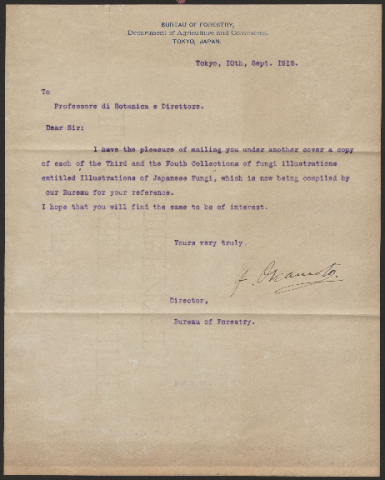 BUREAU OF FORESTRY,
Department of Agriculture and Commerce.
TOKYO, JAPAN.
Tokyo, 10th, Sept. 1918.
To
Professore di Botanica e Direttore.
Dear Sir:
I have the pleasure of mailing you under another cover a copy
of each of the Third and the Fouth Collections of fungi illustrations
entitled Illustrations of Japanese Fungi, which is now being compiled by
our Bureau for your reference.
I hope that you will find the same to be of interest.
Yours very truly
Okamoto.
Director,
Bureau of Forestry.